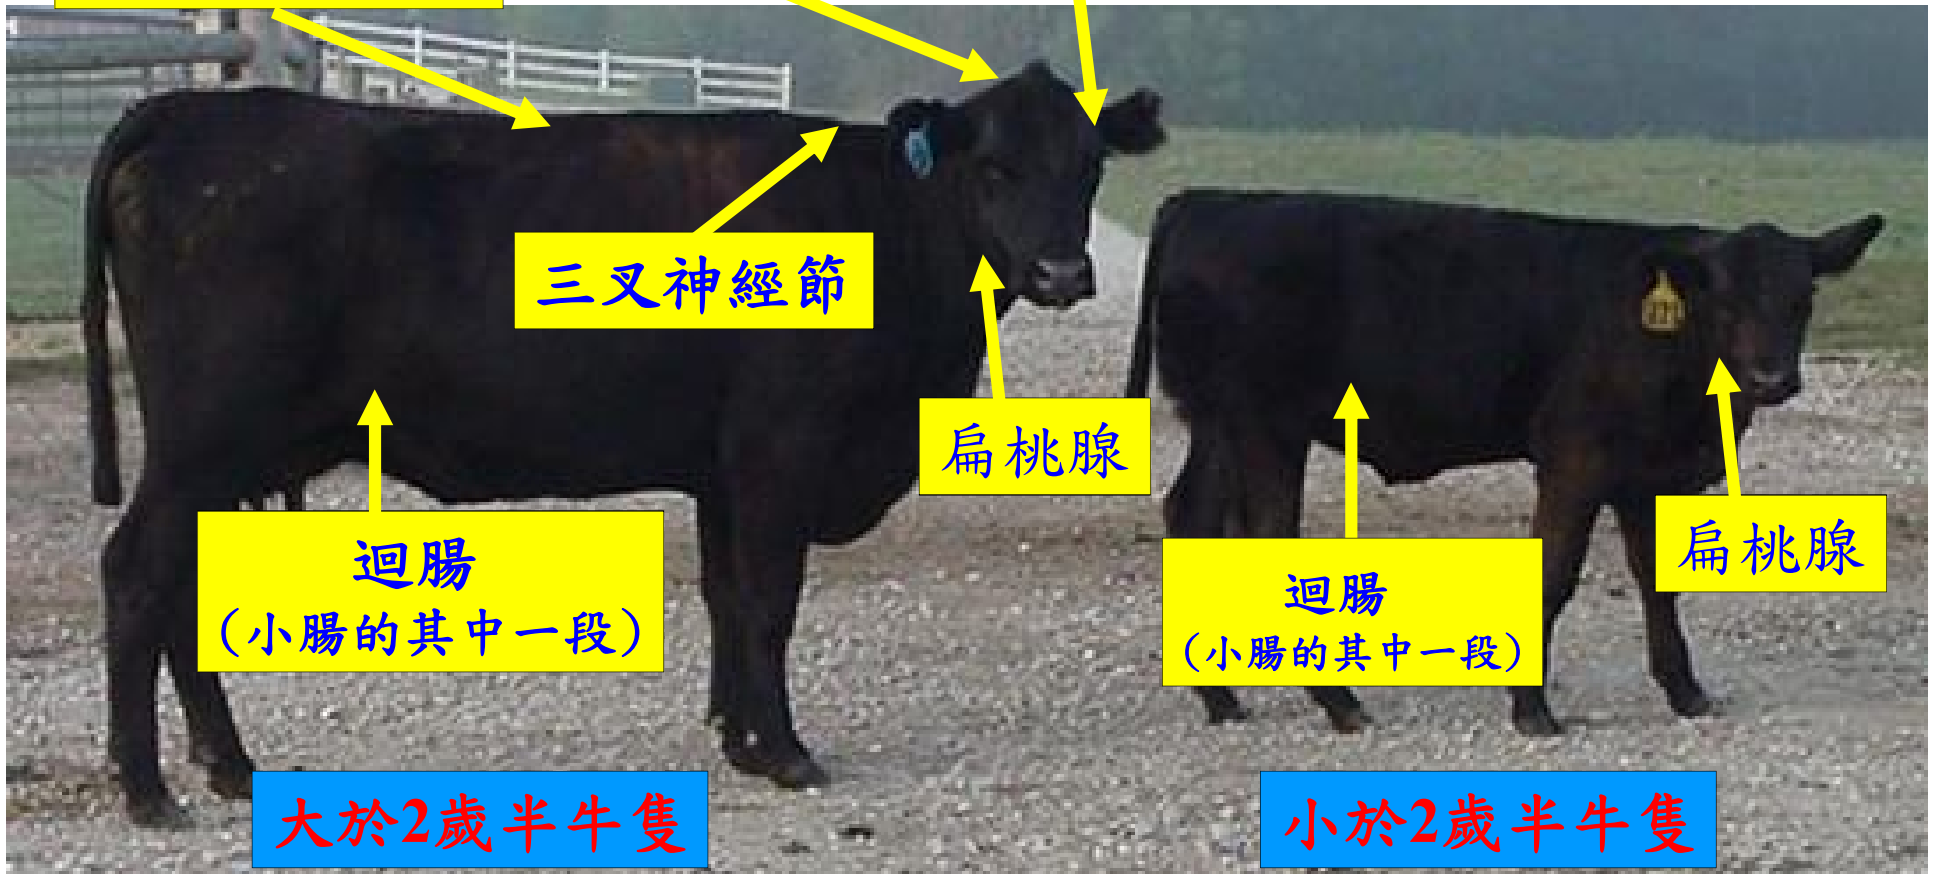 三叉神經節
扁桃腺
迴腸
(小腸的其中一段)
扁桃腺
迴腸
(小腸的其中一段)
大於2歲半牛隻
小於2歲半牛隻